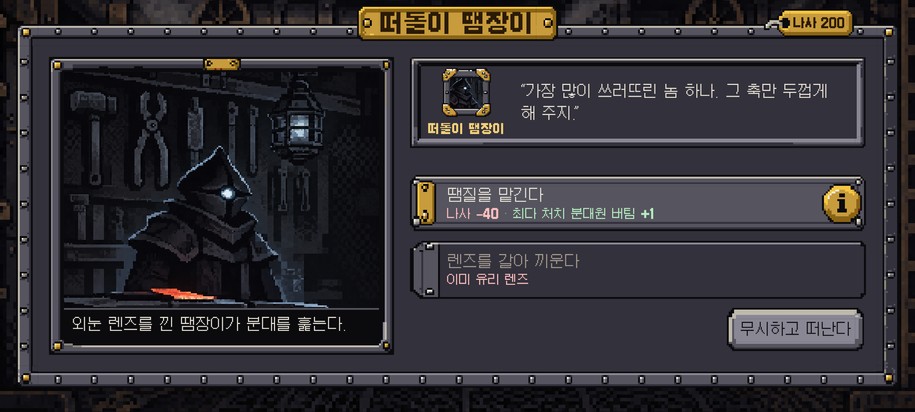 떠돌이 땜장이
나사 200
“가장 많이 쓰러뜨린 놈 하나. 그 축만 두껍게
해 주지.”
떠돌이 땜장이
땜질을 맡긴다
나사 -40 · 최다 처치 분대원 버팀 +1
렌즈를 갈아 끼운다
이미 유리 렌즈
외눈 렌즈를 낀 땜장이가 분대를 훑는다.
무시하고 떠난다